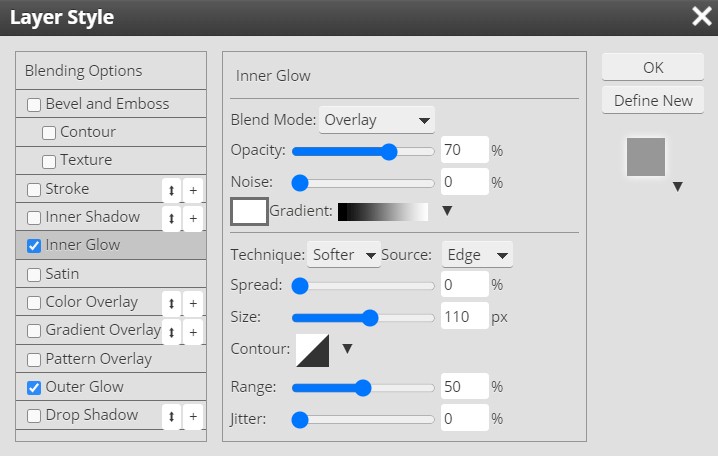 Layer Style
Blending Options
Bevel and Emboss
Contour
Texture
Stroke +
Inner Shadow +
Inner Glow
Satin
Color Overlay +
Gradient Overlay +
Pattern Overlay
Outer Glow
Drop Shadow +
Inner Glow
Blend Mode: Overlay
Opacity: 70 %
Noise: 0 %
Gradient:
Technique: Softer Source: Edge
Spread: 0 %
Size: 110 px
Contour:
Range: 50 %
Jitter: 0 %
OK
Define New